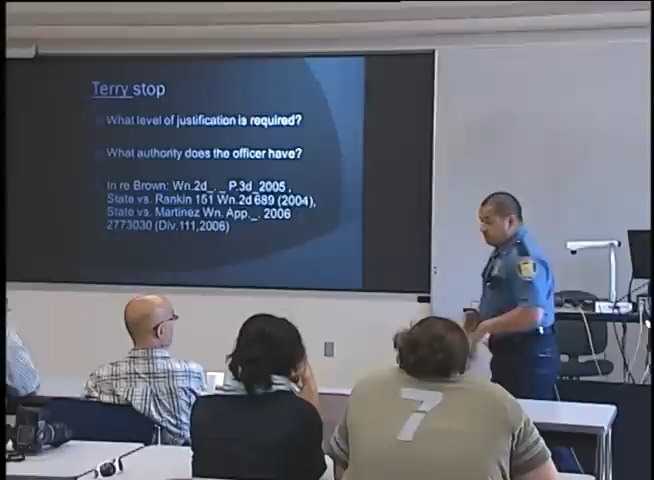 Terry stop
What level of justification is required?
What authority does the officer have?
In re Brown: Wn.2d_._ P.3d_2005 ,
State vs. Rankin 151 Wn.2d 689 (2004),
State vs. Martinez Wn. App._. 2006
2773030 (Div.111,2006)
7